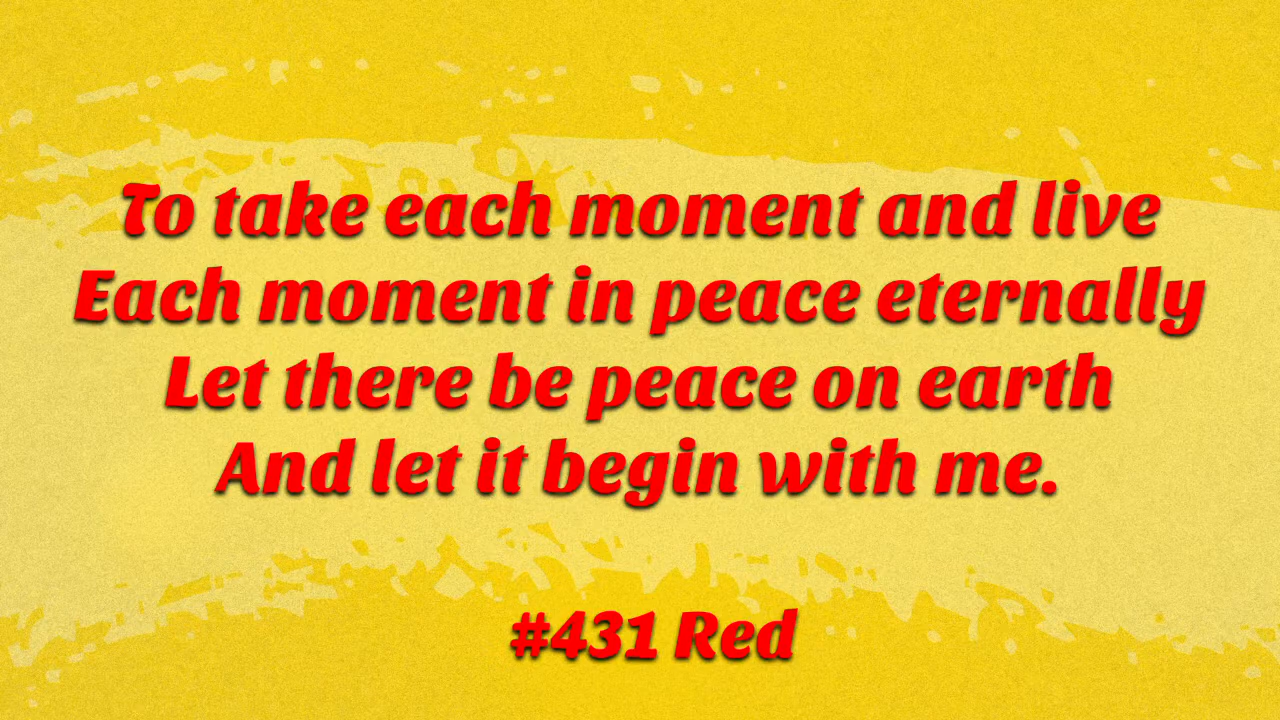 To take each moment and live
Each moment in peace eternally
Let there be peace on earth
And let it begin with me.
#431 Red